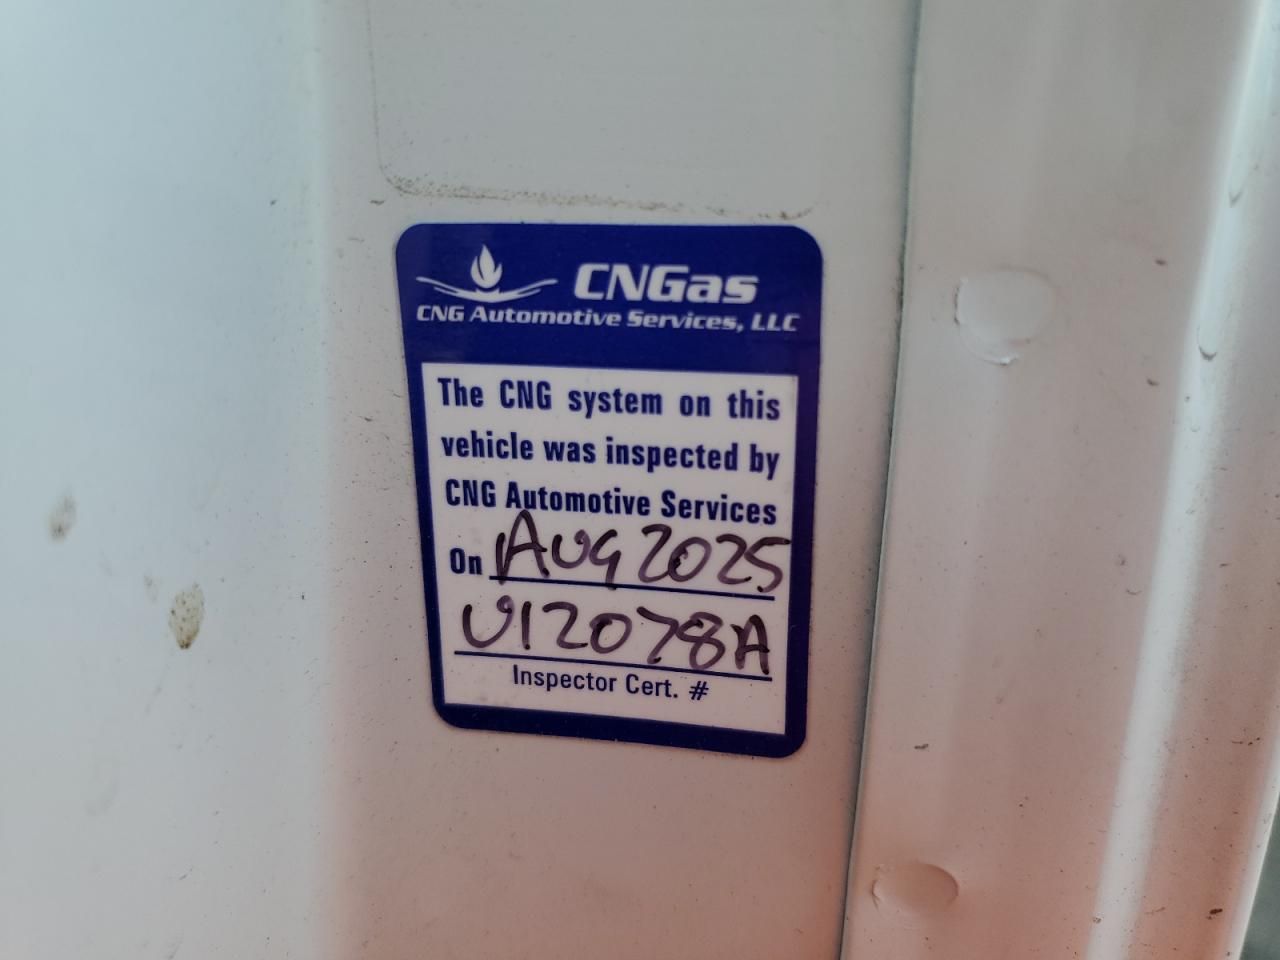 CNGas
CNG Automotive Services, LLC
The CNG system on this
vehicle was inspected by
CNG Automotive Services
On AUG 2025
U12078A
Inspector Cert. #